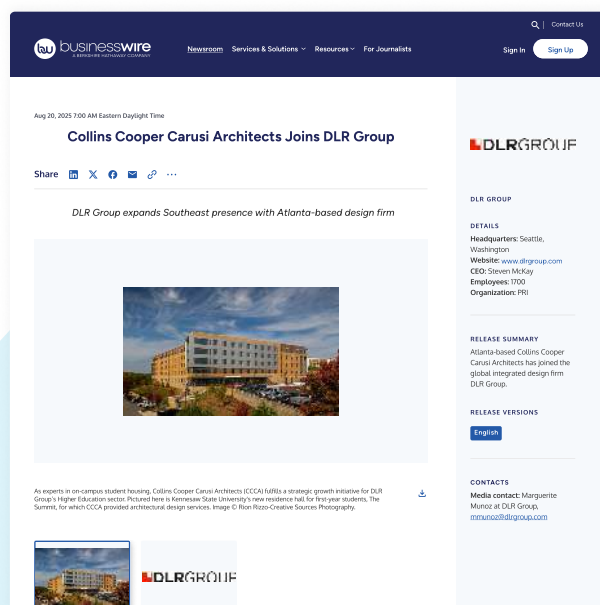 Contact Us
bw businesswire
A BERKSHIRE HATHAWAY COMPANY
Newsroom Services & Solutions Resources For Journalists
Sign In Sign Up
Aug 20, 2025 7:00 AM Eastern Daylight Time
Collins Cooper Carusi Architects Joins DLR Group
Share
DLR Group expands Southeast presence with Atlanta-based design firm
As experts in on-campus student housing, Collins Cooper Carusi Architects (CCCA) fulfills a strategic growth initiative for DLR
Group's Higher Education sector. Pictured here is Kennesaw State University's new residence hall for first-year students, The
Summit, for which CCCA provided architectural design services. Image © Rion Rizzo-Creative Sources Photography.
DLRGROUP
DLRGROUP
DLR GROUP
DETAILS
Headquarters: Seattle,
Washington
Website: www.dlrgroup.com
CEO: Steven McKay
Employees: 1700
Organization: PRI
RELEASE SUMMARY
Atlanta-based Collins Cooper
Carusi Architects has joined the
global integrated design firm
DLR Group.
RELEASE VERSIONS
English
CONTACTS
Media contact: Marguerite
Munoz at DLR Group,
mmunoz@dlrgroup.com